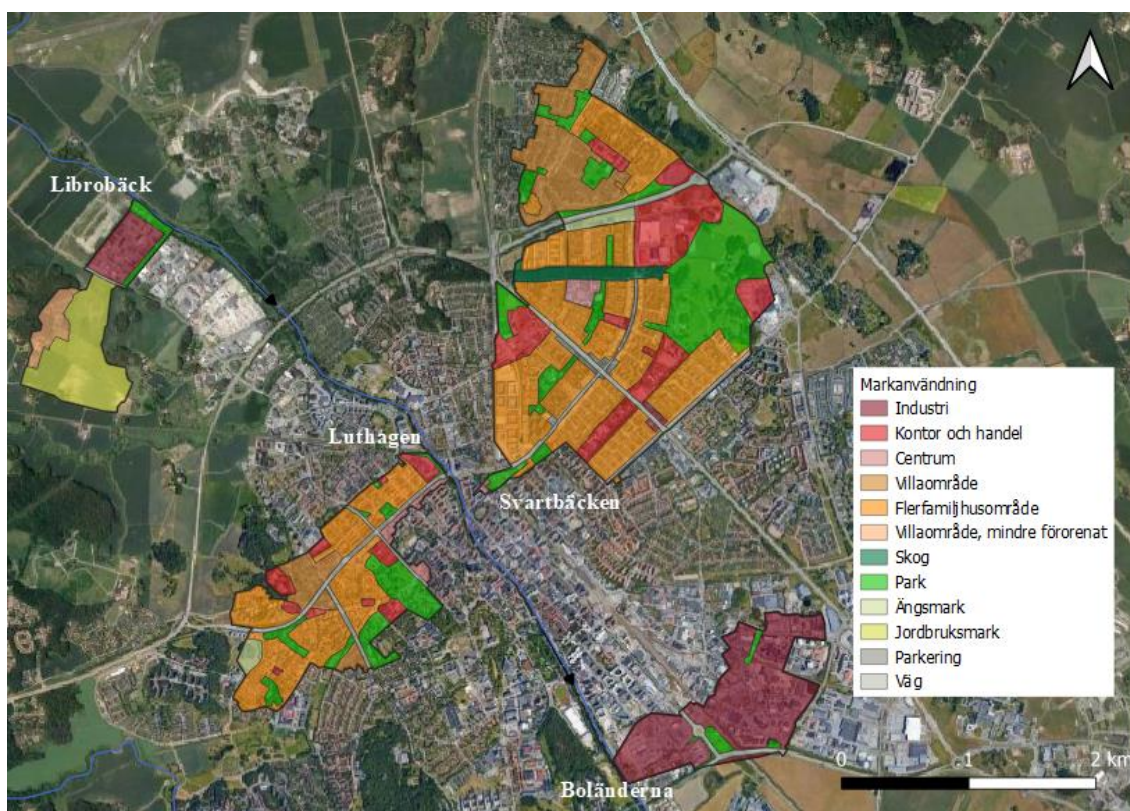 Librobäck
Luthagen
Svartbäcken
Boländerna
Markanvändning
Industri
Kontor och handel
Centrum
Villaområde
Flerfamiljhusområde
Villaområde, mindre förorenat
Skog
Park
Ängsmark
Jordbruksmark
Parkering
Väg
0 1 2 km